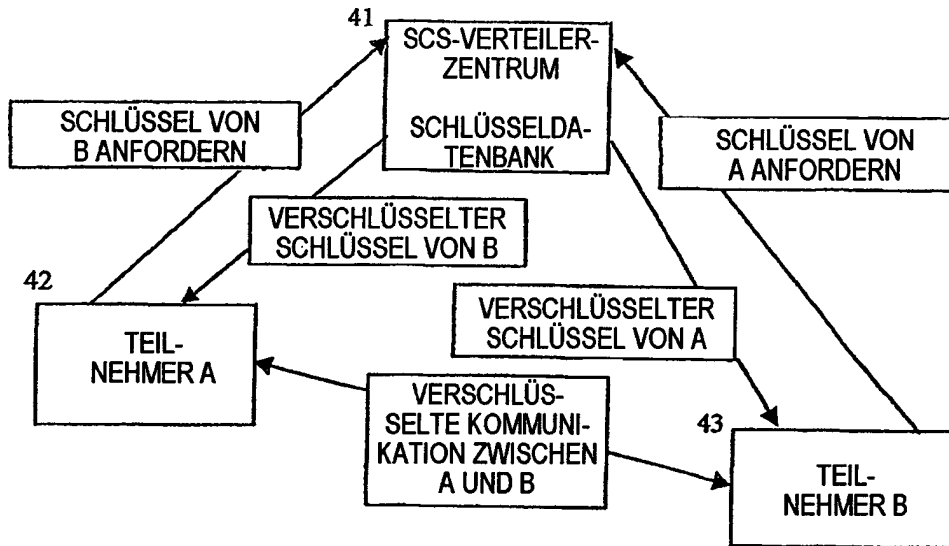 41
SCS-VERTEILER-
ZENTRUM
SCHLÜSSELDA-
TENBANK
SCHLÜSSEL VON
B ANFORDERN
SCHLÜSSEL VON
A ANFORDERN
VERSCHLÜSSELTER
SCHLÜSSEL VON B
42
TEIL-
NEHMER A
VERSCHLÜSSELTER
SCHLÜSSEL VON A
VERSCHLÜS-
SELTE KOMMUNI-
KATION ZWISCHEN
A UND B
43
TEIL-
NEHMER B